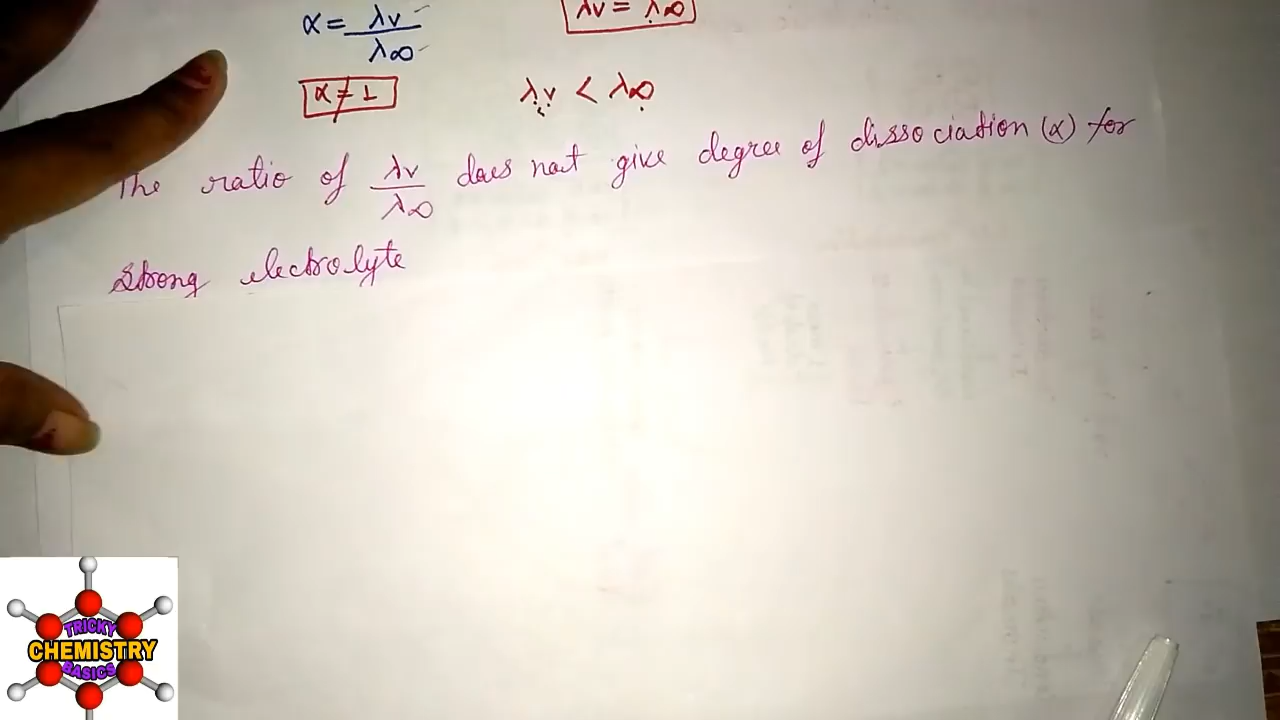 α = λv / λ∞
λv = λ∞
α ≠ 1
λv < λ∞
The ratio of λv / λ∞ does not give degree of dissociation (α) for
Strong electrolyte
TRICKY
CHEMISTRY
BASICS